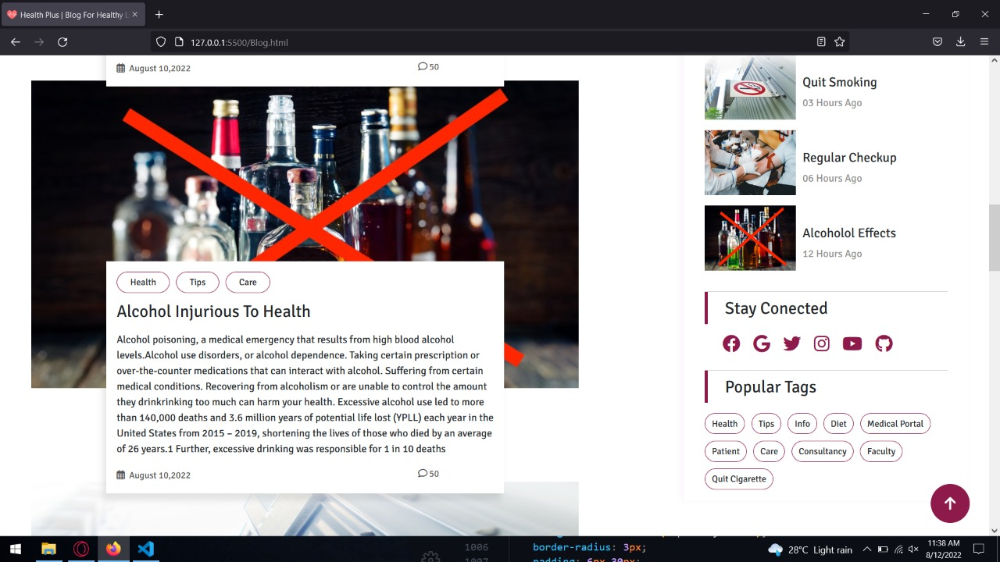 Health Plus | Blog For Healthy Li
127.0.0.1:5500/Blog.html
August 10,2022
50
Health
Tips
Care
Alcohol Injurious To Health
Alcohol poisoning, a medical emergency that results from high blood alcohol
levels.Alcohol use disorders, or alcohol dependence. Taking certain prescription or
over-the-counter medications that can interact with alcohol. Suffering from certain
medical conditions. Recovering from alcoholism or are unable to control the amount
they drinkrinking too much can harm your health. Excessive alcohol use led to more
than 140,000 deaths and 3.6 million years of potential life lost (YPLL) each year in the
United States from 2015 – 2019, shortening the lives of those who died by an average
of 26 years.1 Further, excessive drinking was responsible for 1 in 10 deaths
August 10,2022
50
Quit Smoking
03 Hours Ago
Regular Checkup
06 Hours Ago
Alcoholol Effects
12 Hours Ago
Stay Conected
Popular Tags
Health Tips Info Diet Medical Portal
Patient Care Consultancy Faculty
Quit Cigarette
1006 border-radius: 3px;
1007 padding: 6px 30px;
28°C Light rain
11:38 AM
8/12/2022